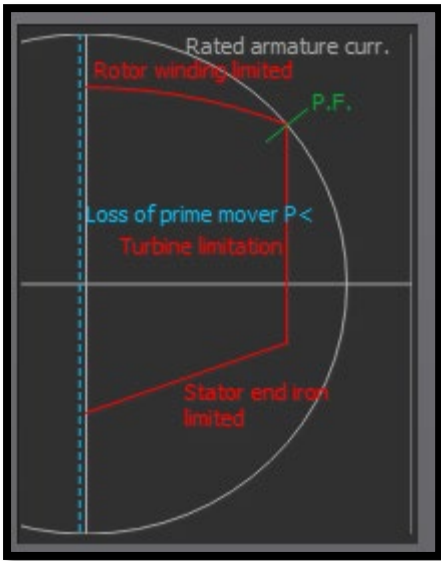 Rated armature curr.
Rotor winding limited
P.F.
Loss of prime mover P<
Turbine limitation
Stator end iron
limited